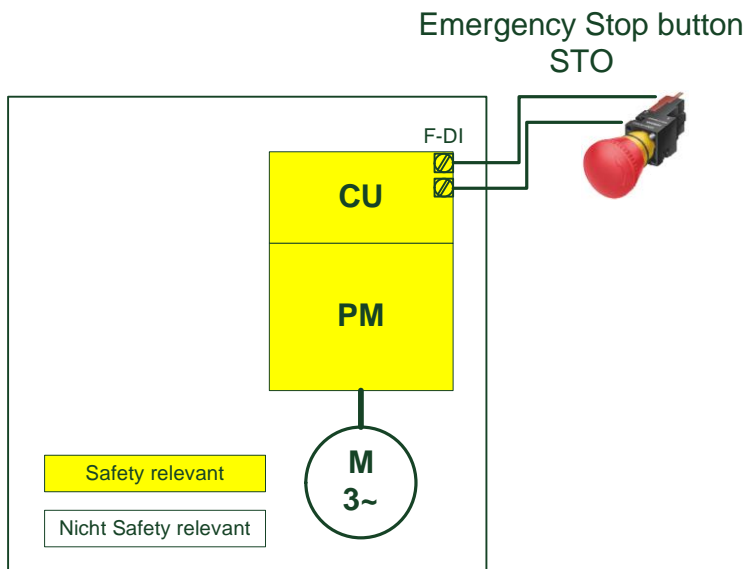 Emergency Stop button
STO
F-DI
CU
PM
M
3~
Safety relevant
Nicht Safety relevant